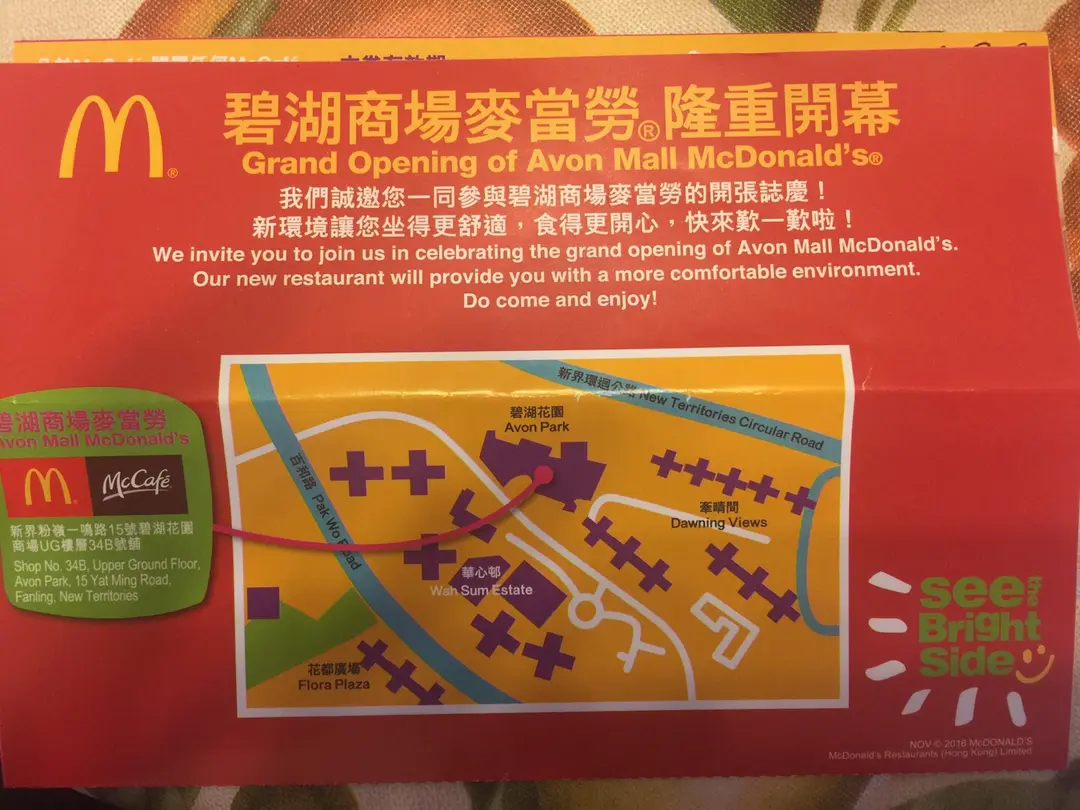 碧湖商場麥當勞®隆重開幕
Grand Opening of Avon Mall McDonald's®
我們誠邀您一同參與碧湖商場麥當勞的開張誌慶！
新環境讓您坐得更舒適，食得更開心，快來歎一歎啦！
We invite you to join us in celebrating the grand opening of Avon Mall McDonald's.
Our new restaurant will provide you with a more comfortable environment.
Do come and enjoy!
碧湖商場麥當勞
Avon Mall McDonald's
McCafé
新界粉嶺一鳴路15號碧湖花園
商場UG樓層34B號舖
Shop No. 34B, Upper Ground Floor,
Avon Park, 15 Yat Ming Road,
Fanling, New Territories
新界環迴公路 New Territories Circular Road
碧湖花園
Avon Park
百和路 Pak Wo Road
牽晴間
Dawning Views
華心邨
Wah Sum Estate
花都廣場
Flora Plaza
see the
Bright
Side
NOV © 2016 McDONALD'S
McDonald's Restaurants (Hong Kong) Limited